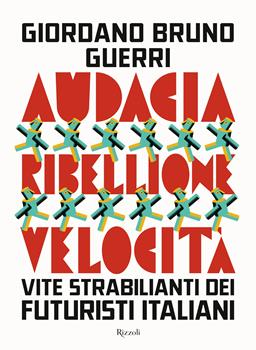 GIORDANO BRUNO
GUERRI
AUDACIA
RIBELLIONE
VELOCITÀ
VITE STRABILIANTI DEI
FUTURISTI ITALIANI
Rizzoli